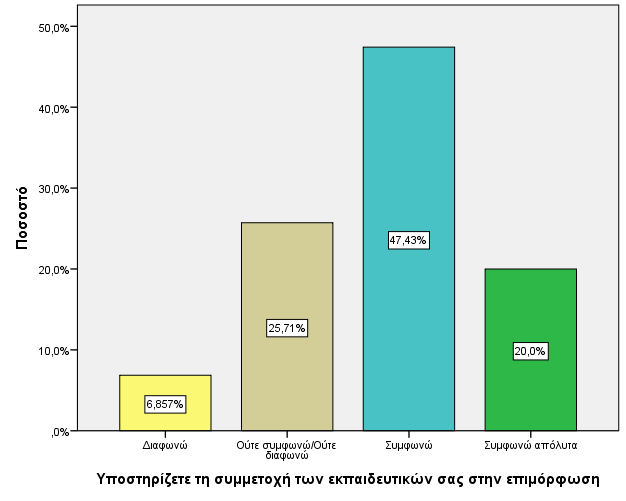 50,0%
40,0%
30,0%
20,0%
10,0%
,0%
Ποσοστό
6,857%
25,71%
47,43%
20,0%
Διαφωνώ
Ούτε συμφωνώ/Ούτε
διαφωνώ
Συμφωνώ
Συμφωνώ απόλυτα
Υποστηρίζετε τη συμμετοχή των εκπαιδευτικών σας στην επιμόρφωση